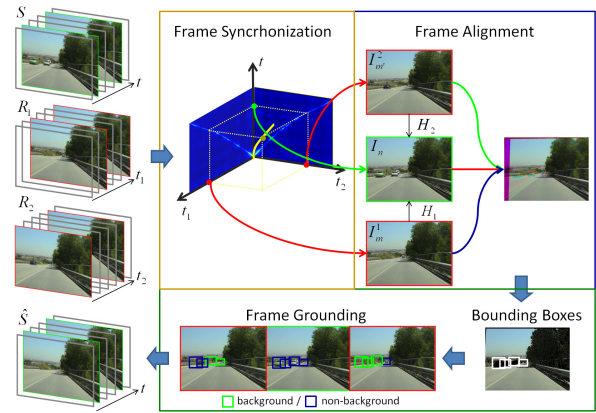 S
t
R₁
t₁
R₂
t₂
Ŝ
t
Frame Syncrhonization
t
t₂
t₁
Frame Alignment
I²ₘ′
H₂
Iₙ
H₁
I¹ₘ
Frame Grounding
background / non-background
Bounding Boxes